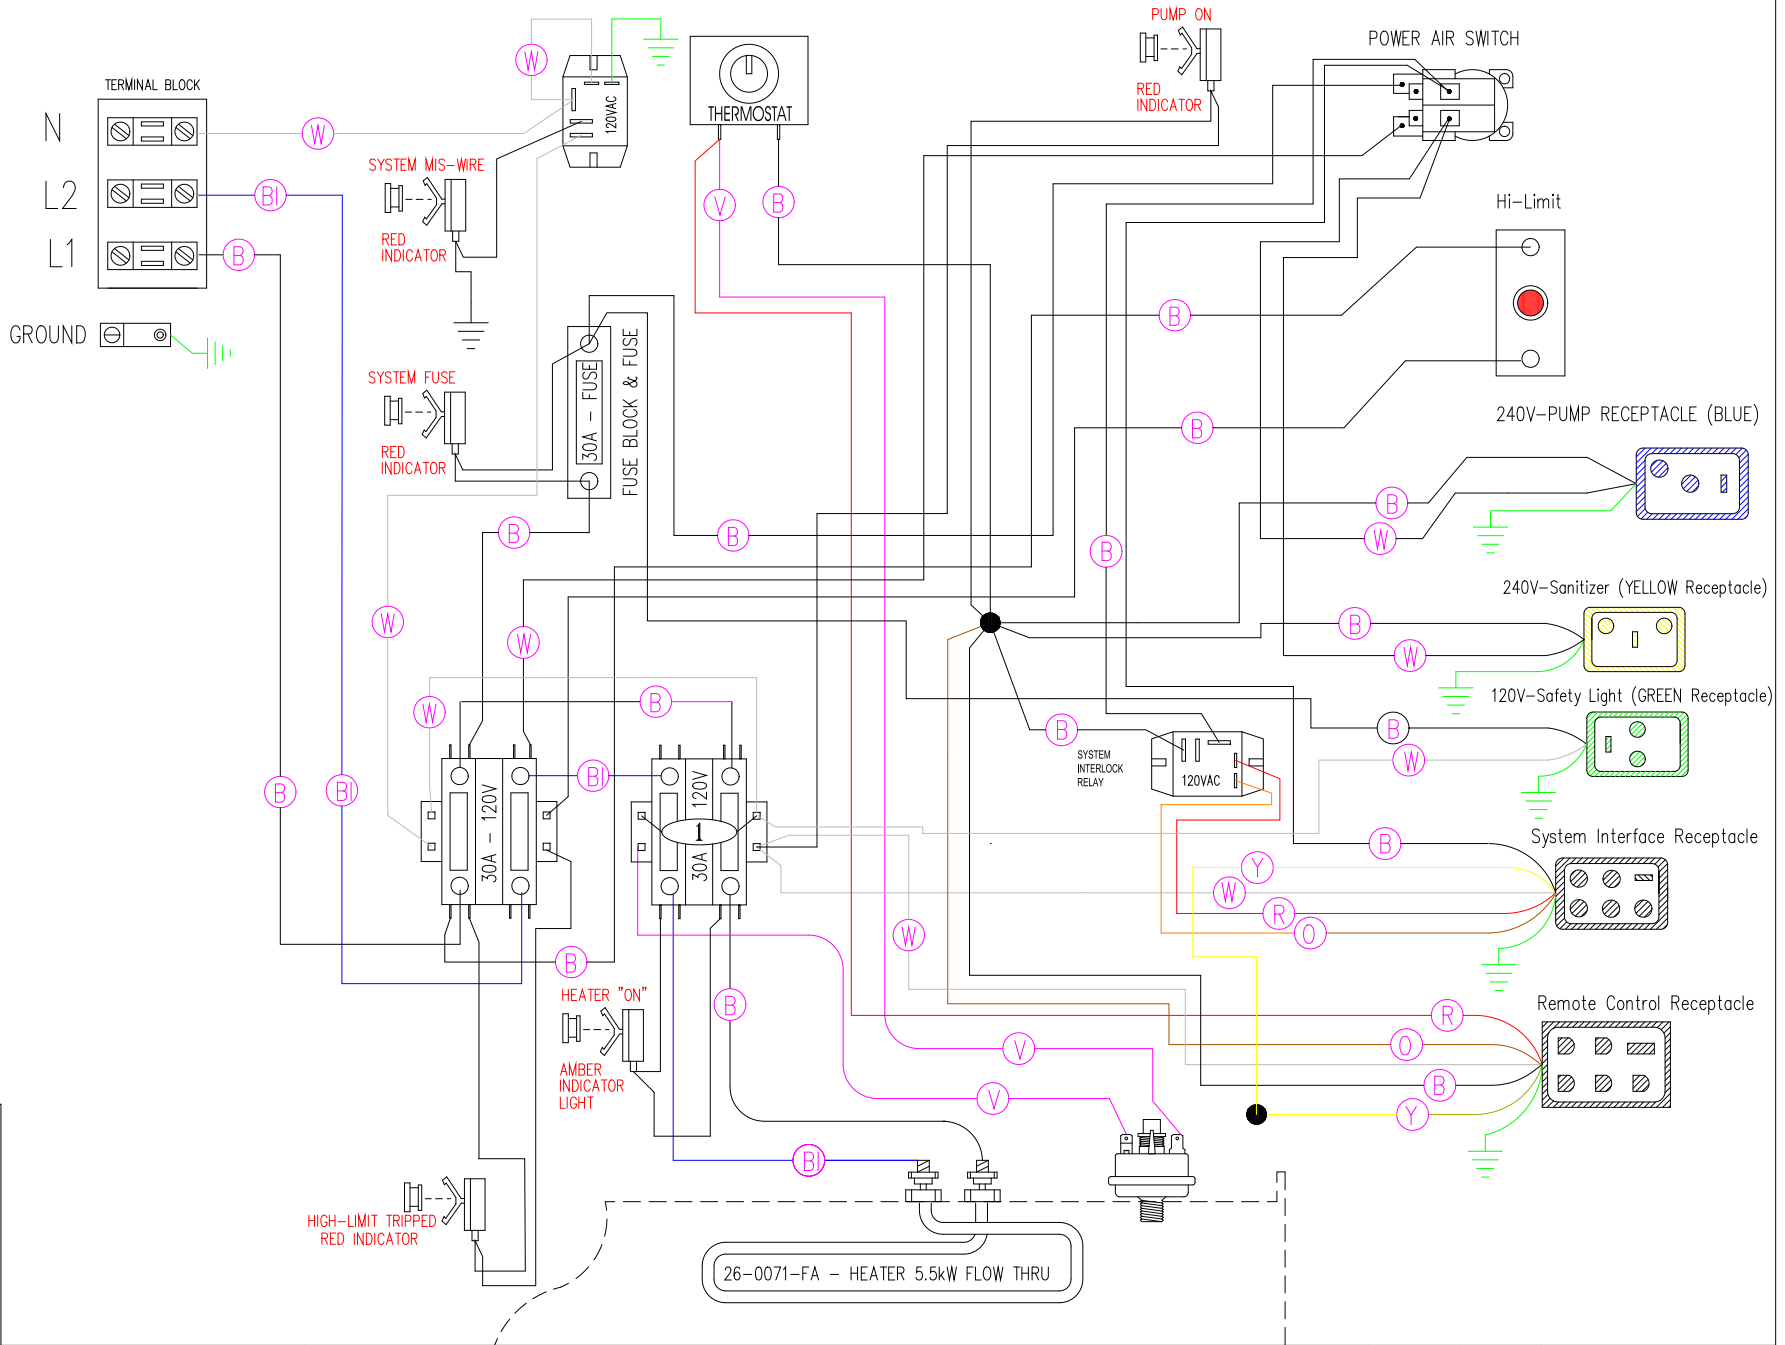 PUMP ON
POWER AIR SWITCH
W
TERMINAL BLOCK
120VAC
THERMOSTAT
RED
INDICATOR
N
W
SYSTEM MIS-WIRE
L2
BI
V
B
Hi-Limit
RED
INDICATOR
L1
B
GROUND
B
SYSTEM FUSE
30A - FUSE
FUSE BLOCK & FUSE
B
240V-PUMP RECEPTACLE (BLUE)
RED
INDICATOR
B
B
B
W
B
240V-Sanitizer (YELLOW Receptacle)
W
W
B
W
120V-Safety Light (GREEN Receptacle)
W
B
B
B
W
SYSTEM
INTERLOCK
RELAY
120VAC
BI
B
BI
30A - 120V
30A 120V
1
System Interface Receptacle
B
Y
W
R
O
W
B
HEATER "ON"
B
Remote Control Receptacle
R
O
V
AMBER
INDICATOR
LIGHT
B
V
Y
BI
HIGH-LIMIT TRIPPED
RED INDICATOR
26-0071-FA - HEATER 5.5kW FLOW THRU